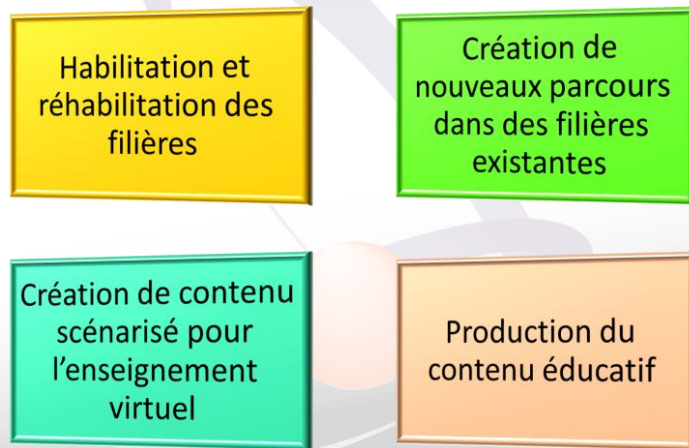 Habilitation et
réhabilitation des
filières
Création de
nouveaux parcours
dans des filières
existantes
Création de contenu
scénarisé pour
l'enseignement
virtuel
Production du
contenu éducatif